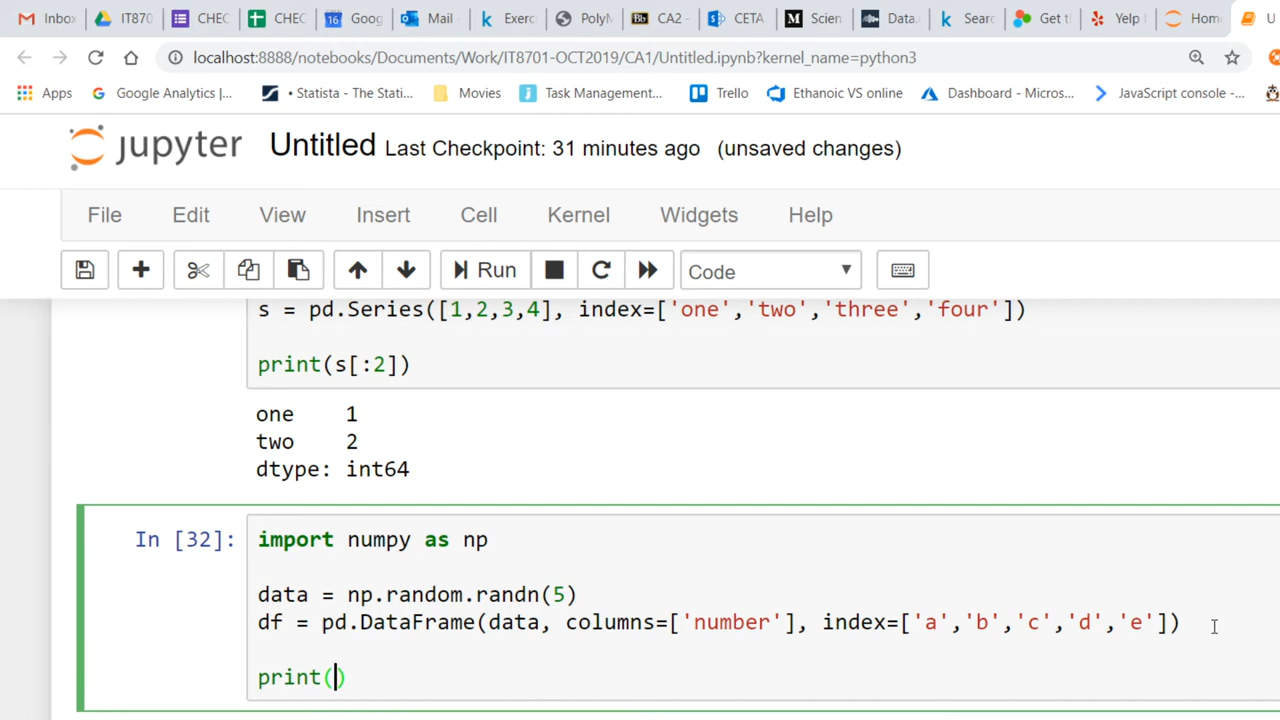 Inbo IT870 CHEC CHEC Goog Mail - Exerc PolyM CA2 - CETA Scien Data. Searc Get t Yelp Hom U
localhost:8888/notebooks/Documents/Work/IT8701-OCT2019/CA1/Untitled.ipynb?kernel_name=python3
Apps Google Analytics |... • Statista - The Stati... Movies Task Management... Trello Ethanoic VS online Dashboard - Micros... JavaScript console -...
jupyter Untitled Last Checkpoint: 31 minutes ago (unsaved changes)
File Edit View Insert Cell Kernel Widgets Help
Run Code
s = pd.Series([1,2,3,4], index=['one','two','three','four'])
print(s[:2])
one 1
two 2
dtype: int64
In [32]: import numpy as np
data = np.random.randn(5)
df = pd.DataFrame(data, columns=['number'], index=['a','b','c','d','e'])
print()